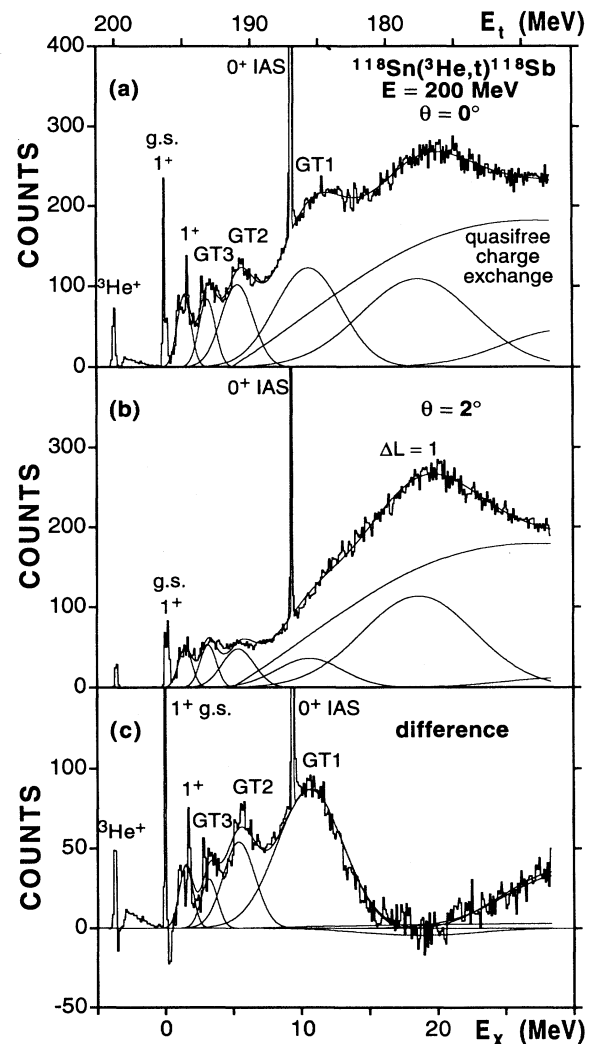 200 190 180 E_t (MeV)
400
300
200
100
0
COUNTS
(a)
0⁺ IAS
¹¹⁸Sn(³He,t)¹¹⁸Sb
E = 200 MeV
θ = 0°
g.s.
1⁺
1⁺
GT3
GT2
GT1
³He⁺
quasifree
charge
exchange
300
200
100
0
COUNTS
(b)
0⁺ IAS
θ = 2°
ΔL = 1
g.s.
1⁺
100
50
0
-50
COUNTS
(c)
1⁺ g.s.
0⁺ IAS
difference
1⁺
GT3
GT2
GT1
³He⁺
0 10 20 E_x (MeV)